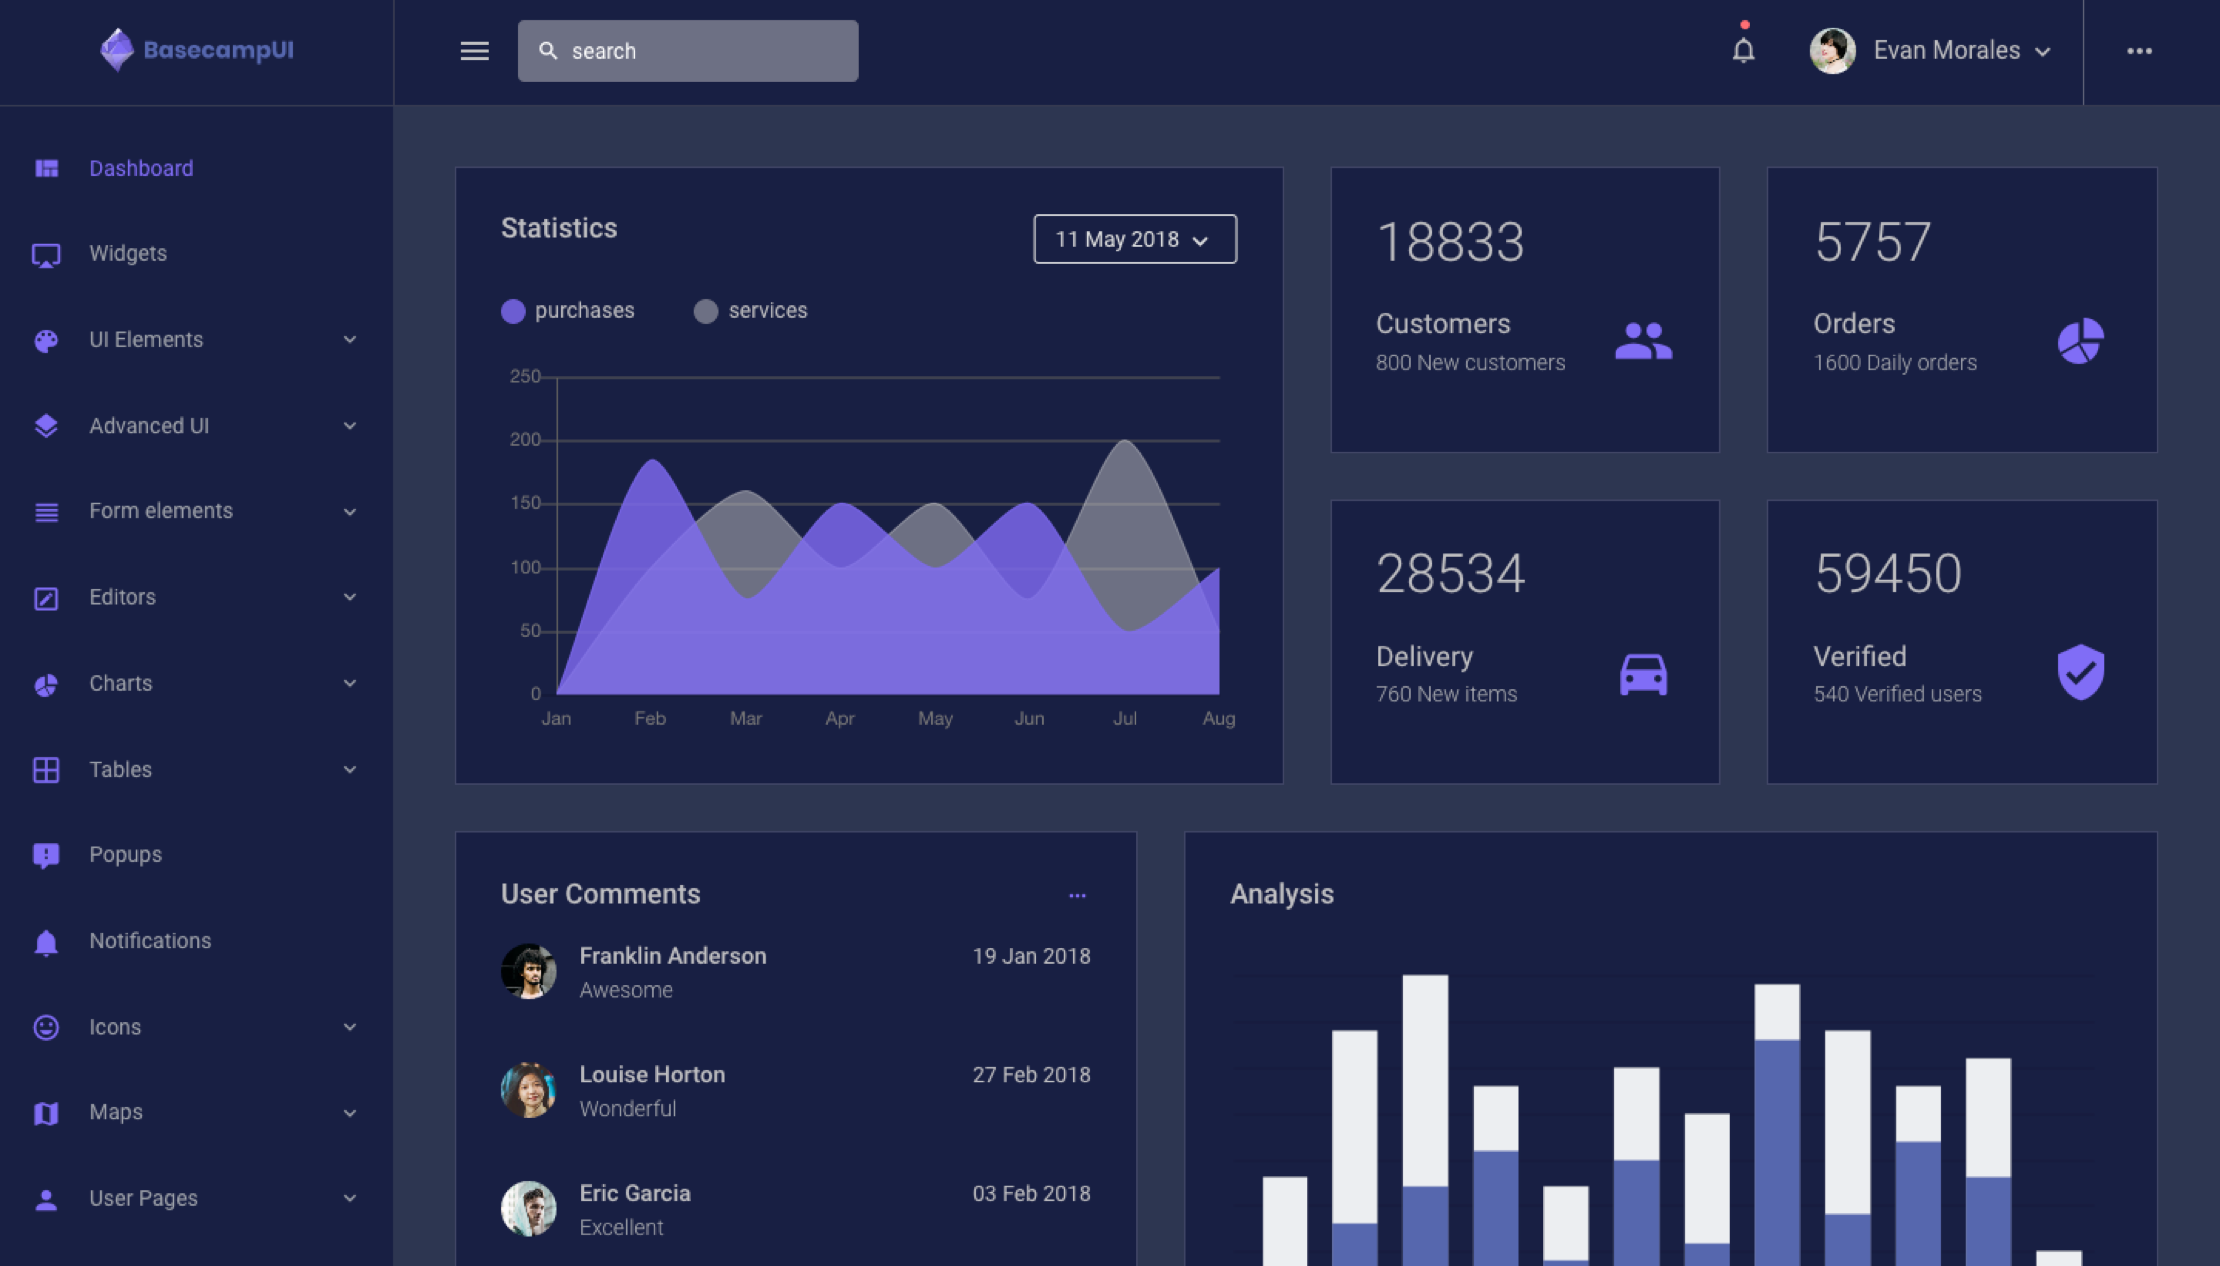 BasecampUI
search
Evan Morales
Dashboard
Widgets
UI Elements
Advanced UI
Form elements
Editors
Charts
Tables
Popups
Notifications
Icons
Maps
User Pages
Statistics
11 May 2018
purchases
services
250
200
150
100
50
0
Jan
Feb
Mar
Apr
May
Jun
Jul
Aug
18833
Customers
800 New customers
5757
Orders
1600 Daily orders
28534
Delivery
760 New items
59450
Verified
540 Verified users
User Comments
Franklin Anderson
19 Jan 2018
Awesome
Louise Horton
27 Feb 2018
Wonderful
Eric Garcia
03 Feb 2018
Excellent
Analysis